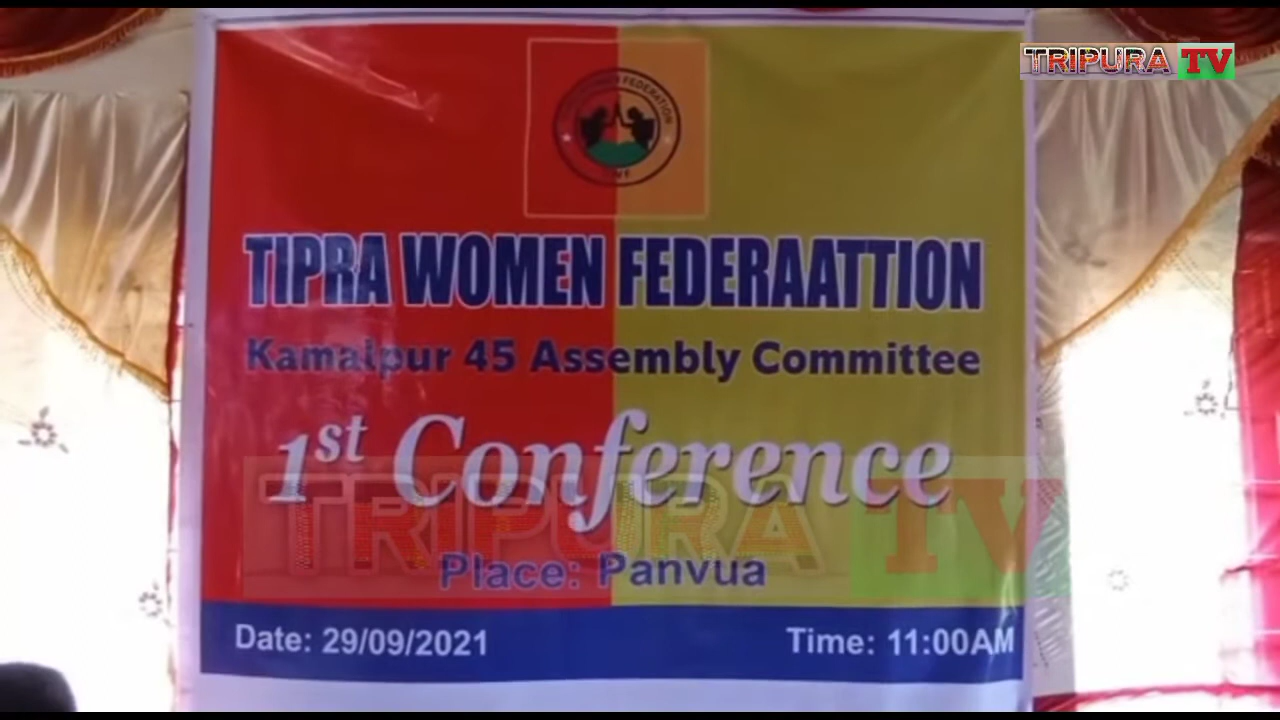 TRIPURA TV
FEDERATION
TIPRA WOMEN FEDERAATTION
Kamalpur 45 Assembly Committee
1st Conference
TRIPURA TV
Place: Panvua
Date: 29/09/2021
Time: 11:00AM